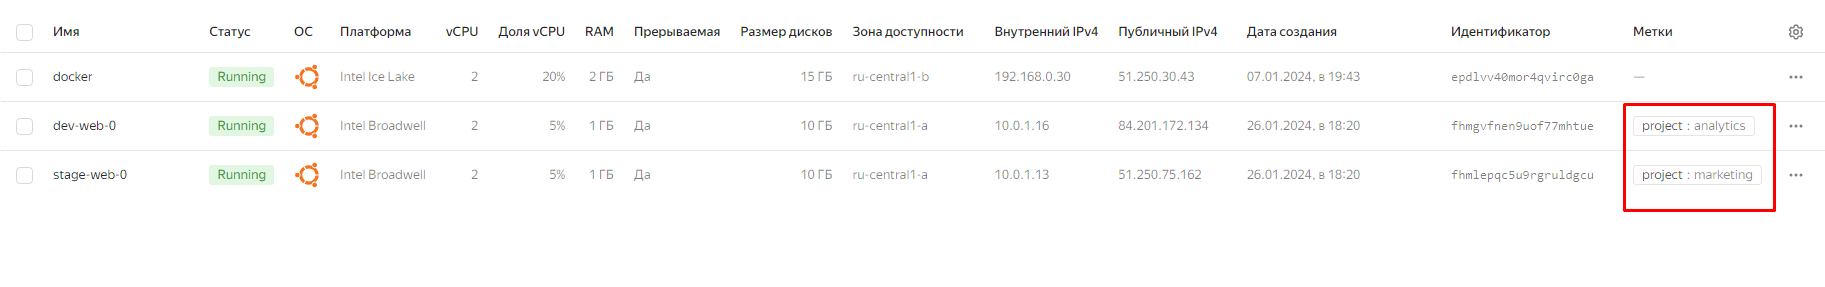 Имя Статус ОС Платформа vCPU Доля vCPU RAM Прерываемая Размер дисков Зона доступности Внутренний IPv4 Публичный IPv4 Дата создания Идентификатор Метки
docker Running Intel Ice Lake 2 20% 2 ГБ Да 15 ГБ ru-central1-b 192.168.0.30 51.250.30.43 07.01.2024, в 19:43 epdlvv40mor4qvirc0ga —
dev-web-0 Running Intel Broadwell 2 5% 1 ГБ Да 10 ГБ ru-central1-a 10.0.1.16 84.201.172.134 26.01.2024, в 18:20 fhmgvfnen9uof77mhtue project : analytics
stage-web-0 Running Intel Broadwell 2 5% 1 ГБ Да 10 ГБ ru-central1-a 10.0.1.13 51.250.75.162 26.01.2024, в 18:20 fhmlepqc5u9rgruldgcu project : marketing